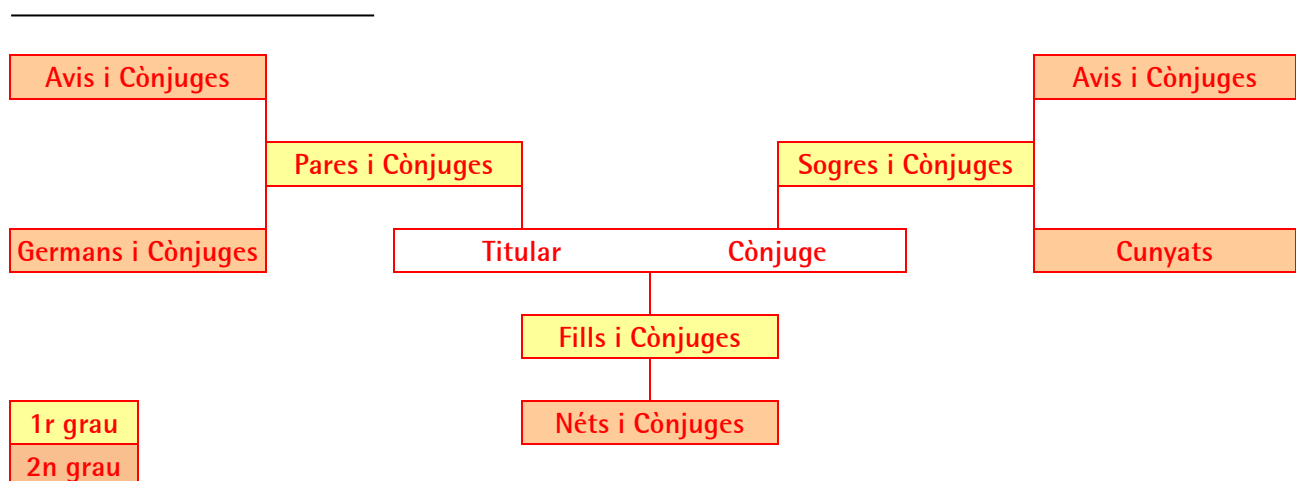 Avis i Cònjuges
Avis i Cònjuges
Pares i Cònjuges
Sogres i Cònjuges
Germans i Cònjuges
Titular
Cònjuge
Cunyats
Fills i Cònjuges
1r grau
Néts i Cònjuges
2n grau